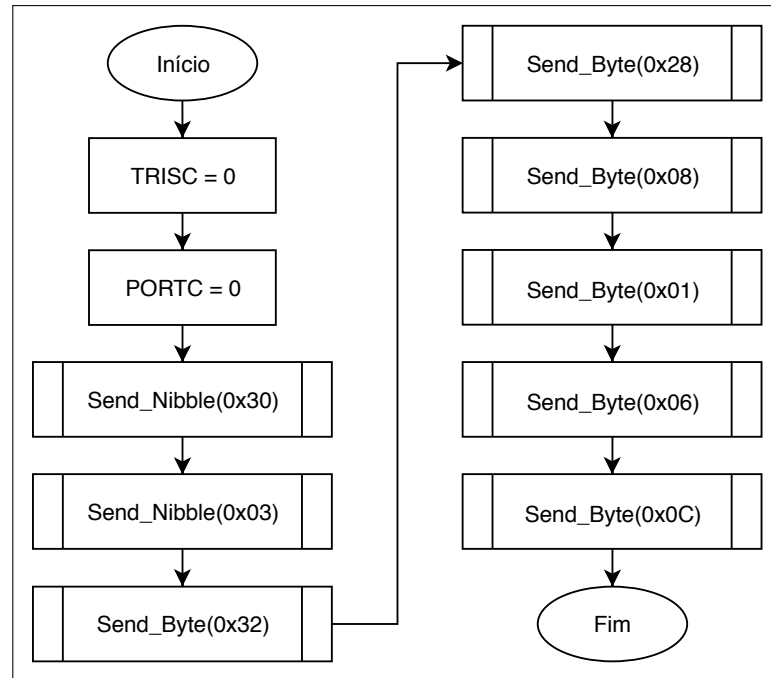 Início
TRISC = 0
PORTC = 0
Send_Nibble(0x30)
Send_Nibble(0x03)
Send_Byte(0x32)
Send_Byte(0x28)
Send_Byte(0x08)
Send_Byte(0x01)
Send_Byte(0x06)
Send_Byte(0x0C)
Fim